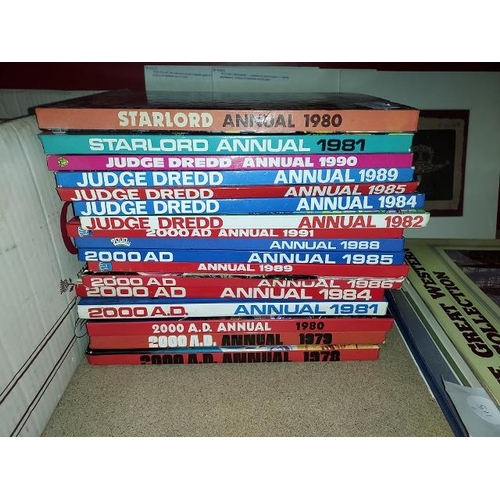 STARLORD ANNUAL 1980
STARLORD ANNUAL 1981
JUDGE DREDD ANNUAL 1990
JUDGE DREDD ANNUAL 1989
JUDGE DREDD ANNUAL 1985
JUDGE DREDD ANNUAL 1984
JUDGE DREDD ANNUAL 1982
2000 AD ANNUAL 1991
ANNUAL 1988
2000 AD ANNUAL 1985
ANNUAL 1989
2000 AD ANNUAL 1986
2000 AD ANNUAL 1984
2000 A.D. ANNUAL 1981
2000 A.D. ANNUAL 1980
2000 A.D. ANNUAL 1979
2000 A.D. ANNUAL 1978
GREAT WESTERN
COLLECTION